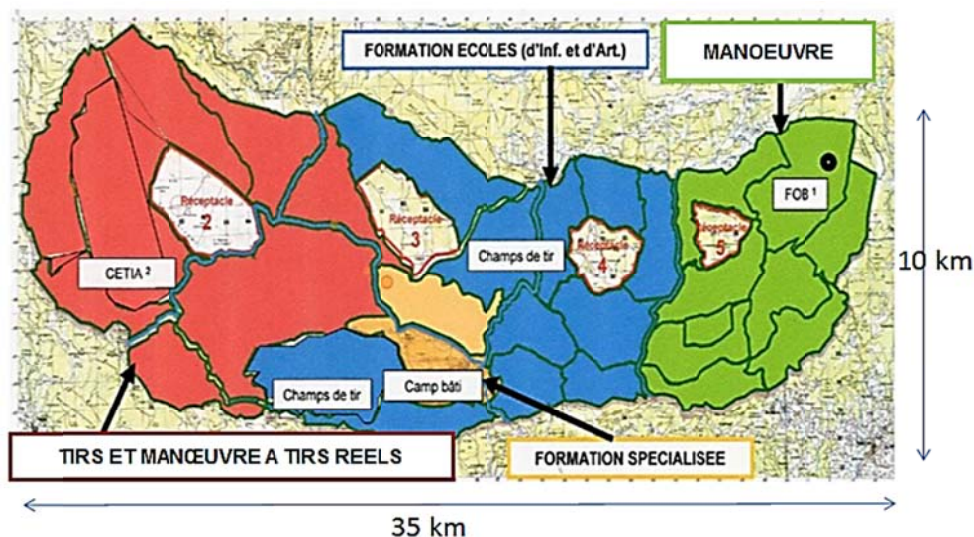 FORMATION ECOLES (d'Inf. et d'Art.)
MANOEUVRE
FOB 1
Réceptacle
2
Réceptacle
3
Réceptacle
4
Réceptacle
5
Champs de tir
CETIA 2
10 km
Champs de tir
Camp bâti
TIRS ET MANŒUVRE A TIRS REELS
FORMATION SPECIALISEE
35 km